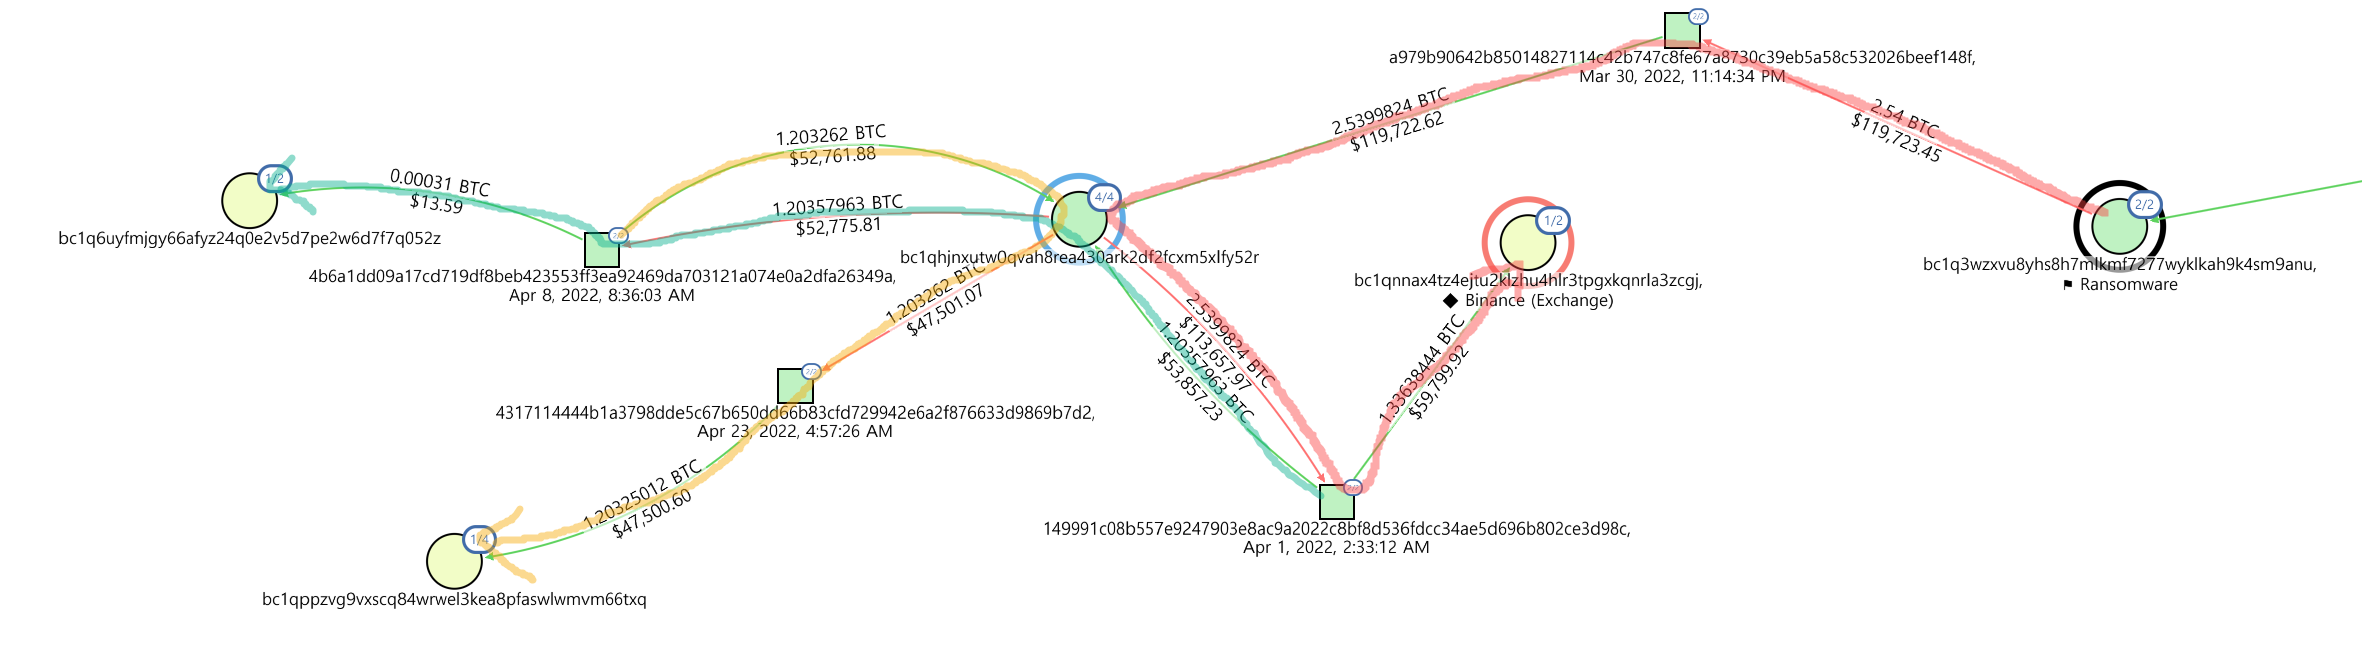 2/2
a979b90642b85014827114c42b747c8fe67a8730c39eb5a58c532026beef148f,
Mar 30, 2022, 11:14:34 PM
2.5399824 BTC
$119,722.62
2.54 BTC
$119,723.45
1.203262 BTC
$52,761.88
1/2
0.00031 BTC
$13.59
1.20357963 BTC
$52,775.81
4/4
1/2
2/2
bc1q6uyfmjgy66afyz24q0e2v5d7pe2w6d7f7q052z
2/2
bc1qhjnxutw0qvah8rea430ark2df2fcxm5xlfy52r
bc1q3wzxvu8yhs8h7mlkmf7277wyklkah9k4sm9anu,
⚑ Ransomware
4b6a1dd09a17cd719df8beb423553ff3ea92469da703121a074e0a2dfa26349a,
Apr 8, 2022, 8:36:03 AM
bc1qnnax4tz4ejtu2klzhu4hlr3tpgxkqnrla3zcgj,
◆ Binance (Exchange)
1.203262 BTC
$47,501.07
2.5399824 BTC
$113,657.97
1.20357963 BTC
$53,857.23
1.33638444 BTC
$59,799.92
2/2
4317114444b1a3798dde5c67b650dd66b83cfd729942e6a2f876633d9869b7d2,
Apr 23, 2022, 4:57:26 AM
1.20325012 BTC
$47,500.60
2/2
149991c08b557e9247903e8ac9a2022c8bf8d536fdcc34ae5d696b802ce3d98c,
Apr 1, 2022, 2:33:12 AM
1/4
bc1qppzvg9vxscq84wrwel3kea8pfaswlwmvm66txq